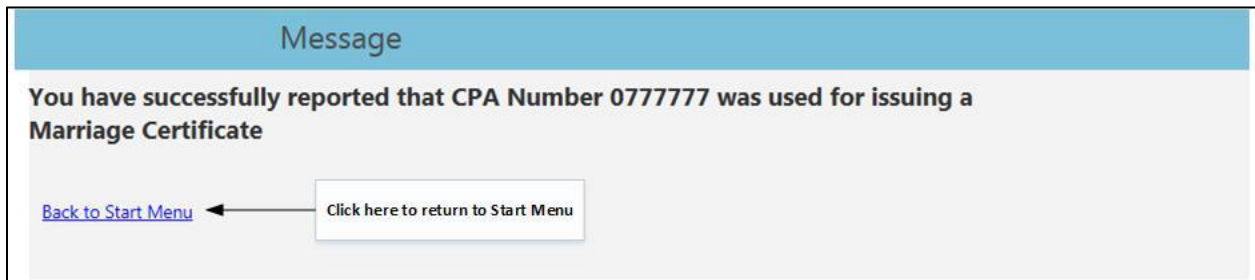 Message
You have successfully reported that CPA Number 0777777 was used for issuing a
Marriage Certificate
Back to Start Menu
Click here to return to Start Menu